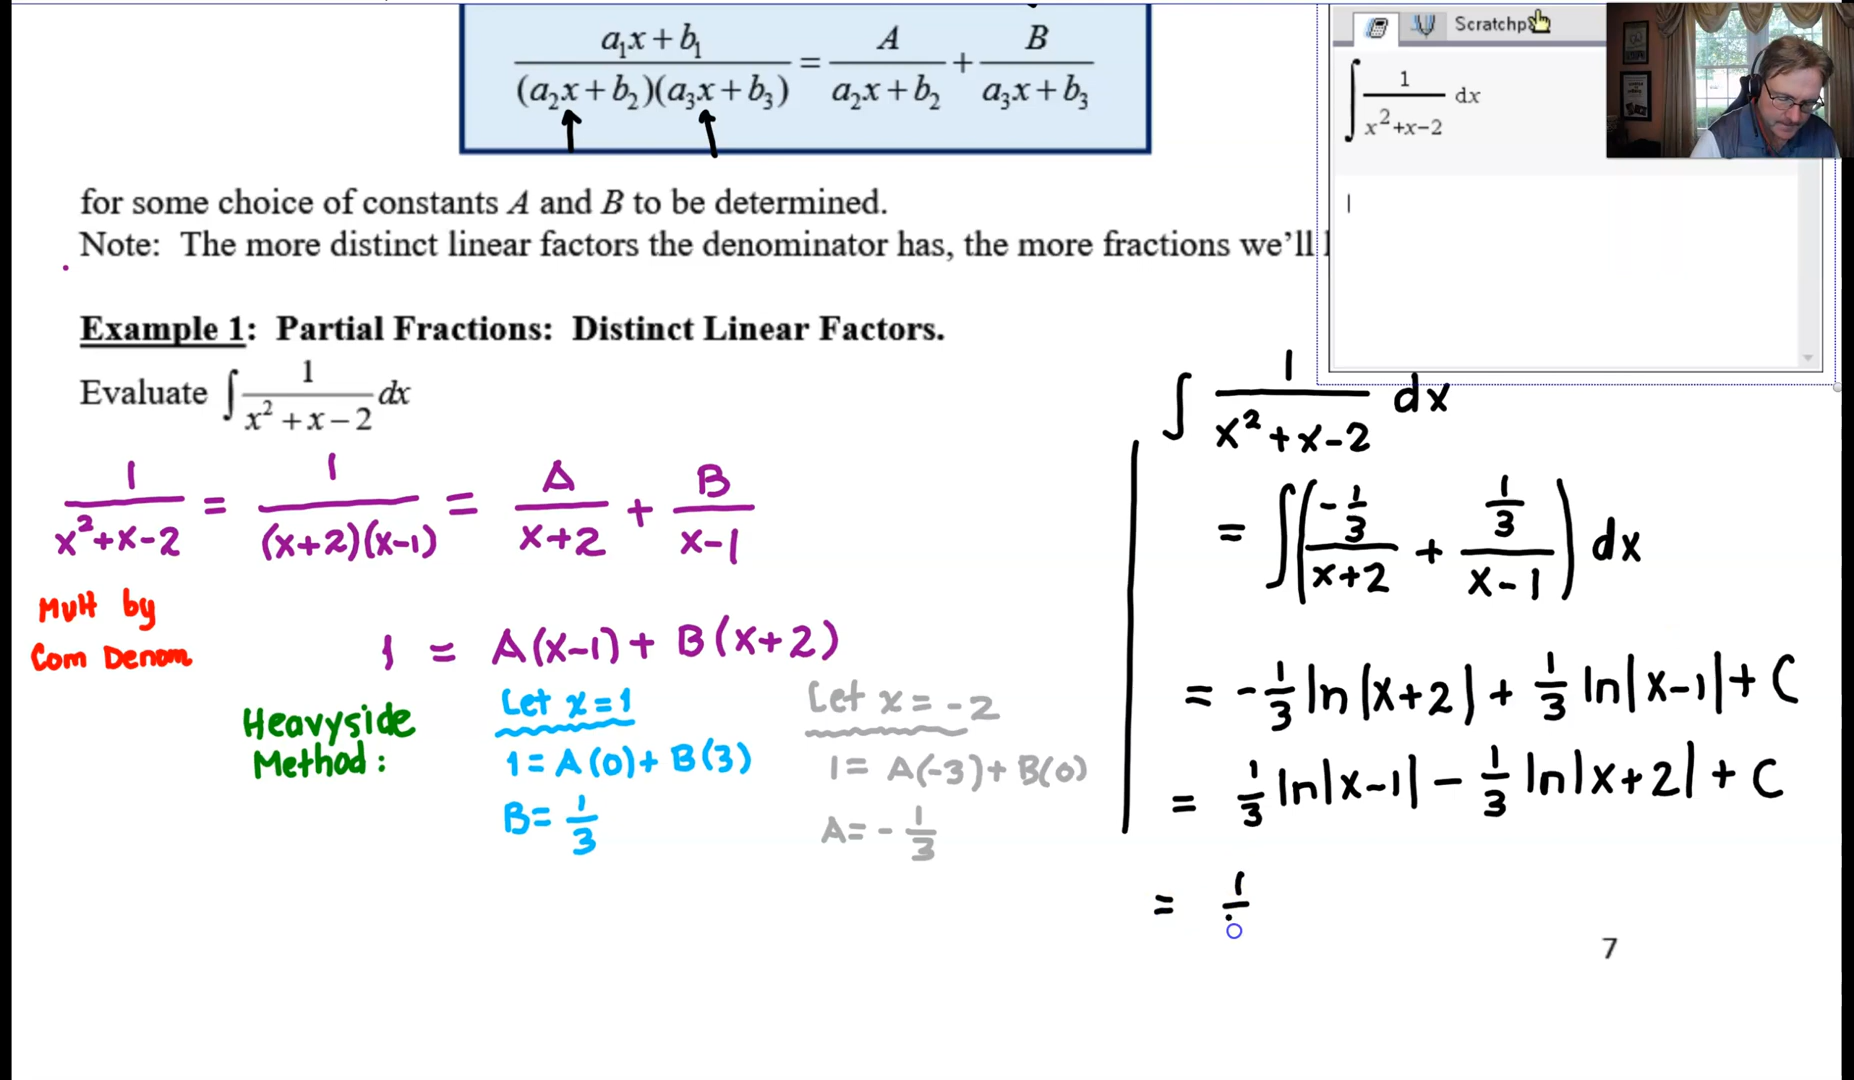 (a₁x + b₁)/((a₂x + b₂)(a₃x + b₃)) = A/(a₂x + b₂) + B/(a₃x + b₃)
for some choice of constants A and B to be determined.
Note: The more distinct linear factors the denominator has, the more fractions we'll
Example 1: Partial Fractions: Distinct Linear Factors.
Evaluate ∫ 1/(x² + x − 2) dx
1/(x²+x−2) = 1/((x+2)(x−1)) = A/(x+2) + B/(x−1)
Mult by
Com Denom
1 = A(x−1) + B(x+2)
Heavyside
Method:
Let x=1
1 = A(0) + B(3)
B = 1/3
Let x = −2
1 = A(−3) + B(0)
A = −1/3
Scratchp
∫ 1/(x²+x−2) dx
∫ 1/(x²+x−2) dx
= ∫(−1/3/(x+2) + 1/3/(x−1)) dx
= −1/3 ln|x+2| + 1/3 ln|x−1| + C
= 1/3 ln|x−1| − 1/3 ln|x+2| + C
= 1
7